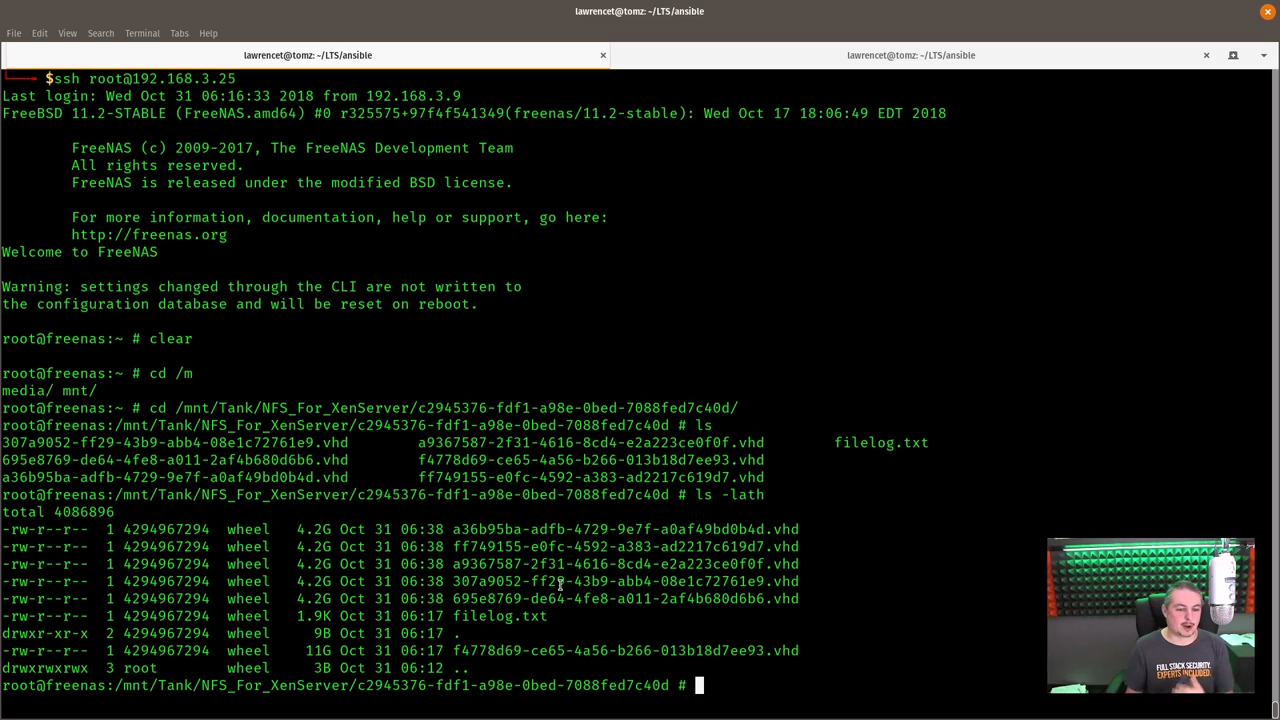 lawrencet@tomz: ~/LTS/ansible
File Edit View Search Terminal Tabs Help
lawrencet@tomz: ~/LTS/ansible
lawrencet@tomz: ~/LTS/ansible
$ssh root@192.168.3.25
Last login: Wed Oct 31 06:16:33 2018 from 192.168.3.9
FreeBSD 11.2-STABLE (FreeNAS.amd64) #0 r325575+97f4f541349(freenas/11.2-stable): Wed Oct 17 18:06:49 EDT 2018
FreeNAS (c) 2009-2017, The FreeNAS Development Team
All rights reserved.
FreeNAS is released under the modified BSD license.
For more information, documentation, help or support, go here:
http://freenas.org
Welcome to FreeNAS
Warning: settings changed through the CLI are not written to
the configuration database and will be reset on reboot.
root@freenas:~ # clear
root@freenas:~ # cd /m
media/ mnt/
root@freenas:~ # cd /mnt/Tank/NFS_For_XenServer/c2945376-fdf1-a98e-0bed-7088fed7c40d/
root@freenas:/mnt/Tank/NFS_For_XenServer/c2945376-fdf1-a98e-0bed-7088fed7c40d # ls
307a9052-ff29-43b9-abb4-08e1c72761e9.vhd a9367587-2f31-4616-8cd4-e2a223ce0f0f.vhd filelog.txt
695e8769-de64-4fe8-a011-2af4b680d6b6.vhd f4778d69-ce65-4a56-b266-013b18d7ee93.vhd
a36b95ba-adfb-4729-9e7f-a0af49bd0b4d.vhd ff749155-e0fc-4592-a383-ad2217c619d7.vhd
root@freenas:/mnt/Tank/NFS_For_XenServer/c2945376-fdf1-a98e-0bed-7088fed7c40d # ls -lath
total 4086896
-rw-r--r-- 1 4294967294 wheel 4.2G Oct 31 06:38 a36b95ba-adfb-4729-9e7f-a0af49bd0b4d.vhd
-rw-r--r-- 1 4294967294 wheel 4.2G Oct 31 06:38 ff749155-e0fc-4592-a383-ad2217c619d7.vhd
-rw-r--r-- 1 4294967294 wheel 4.2G Oct 31 06:38 a9367587-2f31-4616-8cd4-e2a223ce0f0f.vhd
-rw-r--r-- 1 4294967294 wheel 4.2G Oct 31 06:38 307a9052-ff29-43b9-abb4-08e1c72761e9.vhd
-rw-r--r-- 1 4294967294 wheel 4.2G Oct 31 06:38 695e8769-de64-4fe8-a011-2af4b680d6b6.vhd
-rw-r--r-- 1 4294967294 wheel 1.9K Oct 31 06:17 filelog.txt
drwxr-xr-x 2 4294967294 wheel 9B Oct 31 06:17 .
-rw-r--r-- 1 4294967294 wheel 11G Oct 31 06:17 f4778d69-ce65-4a56-b266-013b18d7ee93.vhd
drwxrwxrwx 3 root wheel 3B Oct 31 06:12 ..
root@freenas:/mnt/Tank/NFS_For_XenServer/c2945376-fdf1-a98e-0bed-7088fed7c40d #
FULL STACK SECURITY.
EXPERTS INCLUDED.